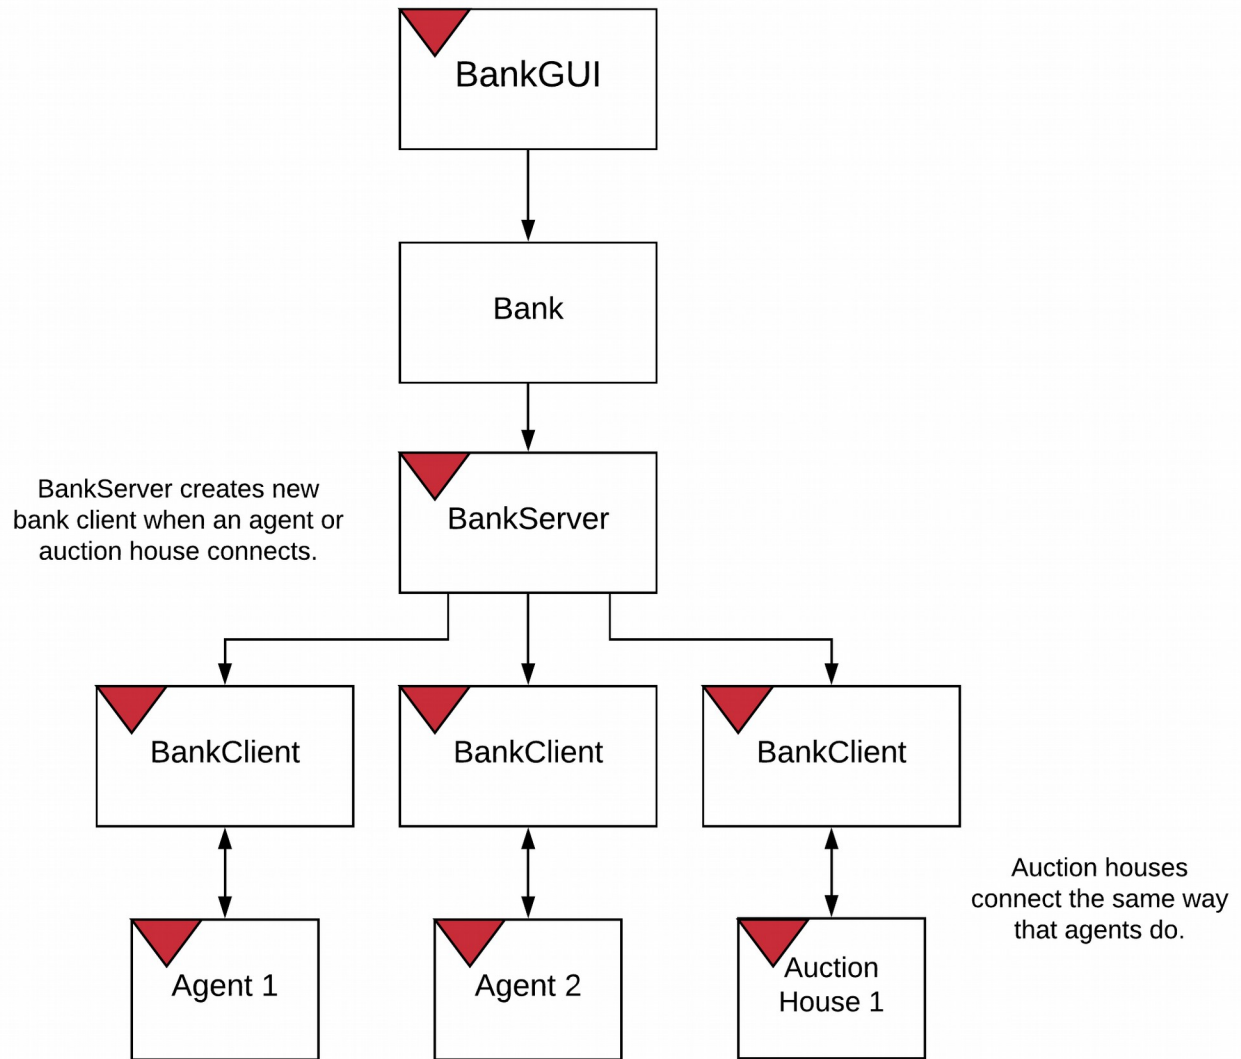 BankGUI
Bank
BankServer creates new
bank client when an agent or
auction house connects.
BankServer
BankClient
BankClient
BankClient
Auction houses
connect the same way
that agents do.
Agent 1
Agent 2
Auction
House 1